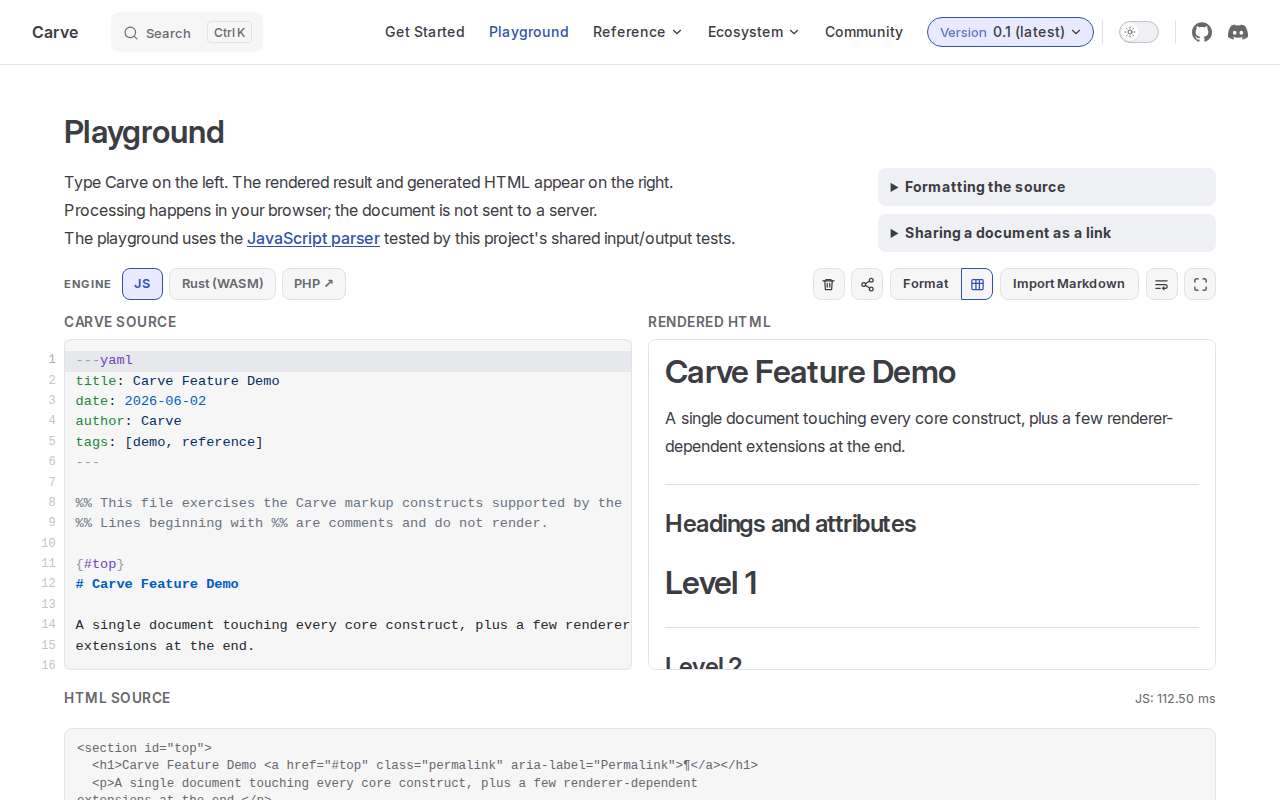 Carve
Search
Ctrl K
Get Started
Playground
Reference
Ecosystem
Community
Version 0.1 (latest)
Playground
Type Carve on the left. The rendered result and generated HTML appear on the right.
Processing happens in your browser; the document is not sent to a server.
The playground uses the JavaScript parser tested by this project's shared input/output tests.
Formatting the source
Sharing a document as a link
ENGINE
JS
Rust (WASM)
PHP ↗
Format
Import Markdown
CARVE SOURCE
1 ---yaml
2 title: Carve Feature Demo
3 date: 2026-06-02
4 author: Carve
5 tags: [demo, reference]
6 ---
7
8 %% This file exercises the Carve markup constructs supported by the
9 %% Lines beginning with %% are comments and do not render.
10
11 {#top}
12 # Carve Feature Demo
13
14 A single document touching every core construct, plus a few renderer
15 extensions at the end.
16
RENDERED HTML
Carve Feature Demo
A single document touching every core construct, plus a few renderer-
dependent extensions at the end.
Headings and attributes
Level 1
Level 2
HTML SOURCE
JS: 112.50 ms
<section id="top">
  <h1>Carve Feature Demo <a href="#top" class="permalink" aria-label="Permalink">¶</a></h1>
  <p>A single document touching every core construct, plus a few renderer-dependent
extensions at the end.</p>